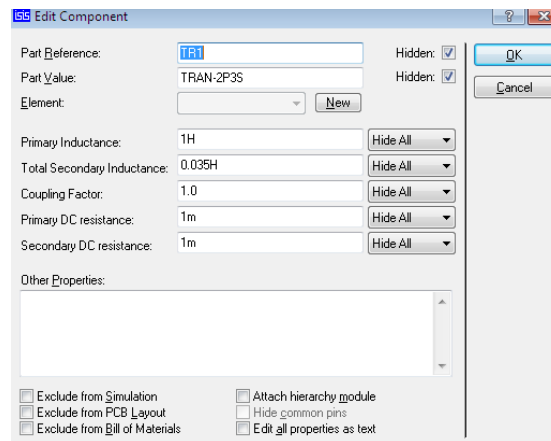 ISIS Edit Component
Part Reference: TR1 Hidden: OK
Part Value: TRAN-2P3S Hidden: Cancel
Element: New
Primary Inductance: 1H Hide All
Total Secondary Inductance: 0.035H Hide All
Coupling Factor: 1.0 Hide All
Primary DC resistance: 1m Hide All
Secondary DC resistance: 1m Hide All
Other Properties:
Exclude from Simulation Attach hierarchy module
Exclude from PCB Layout Hide common pins
Exclude from Bill of Materials Edit all properties as text